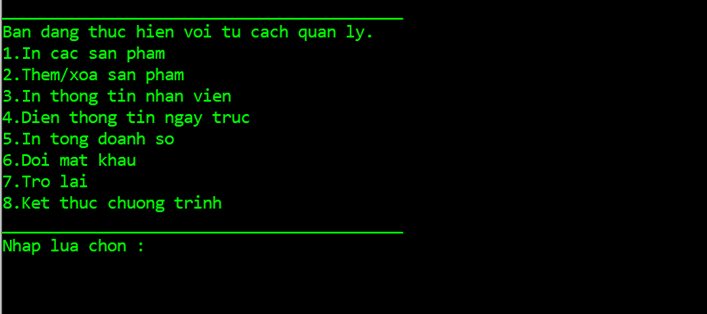 Ban dang thuc hien voi tu cach quan ly.
1.In cac san pham
2.Them/xoa san pham
3.In thong tin nhan vien
4.Dien thong tin ngay truc
5.In tong doanh so
6.Doi mat khau
7.Tro lai
8.Ket thuc chuong trinh
Nhap lua chon :